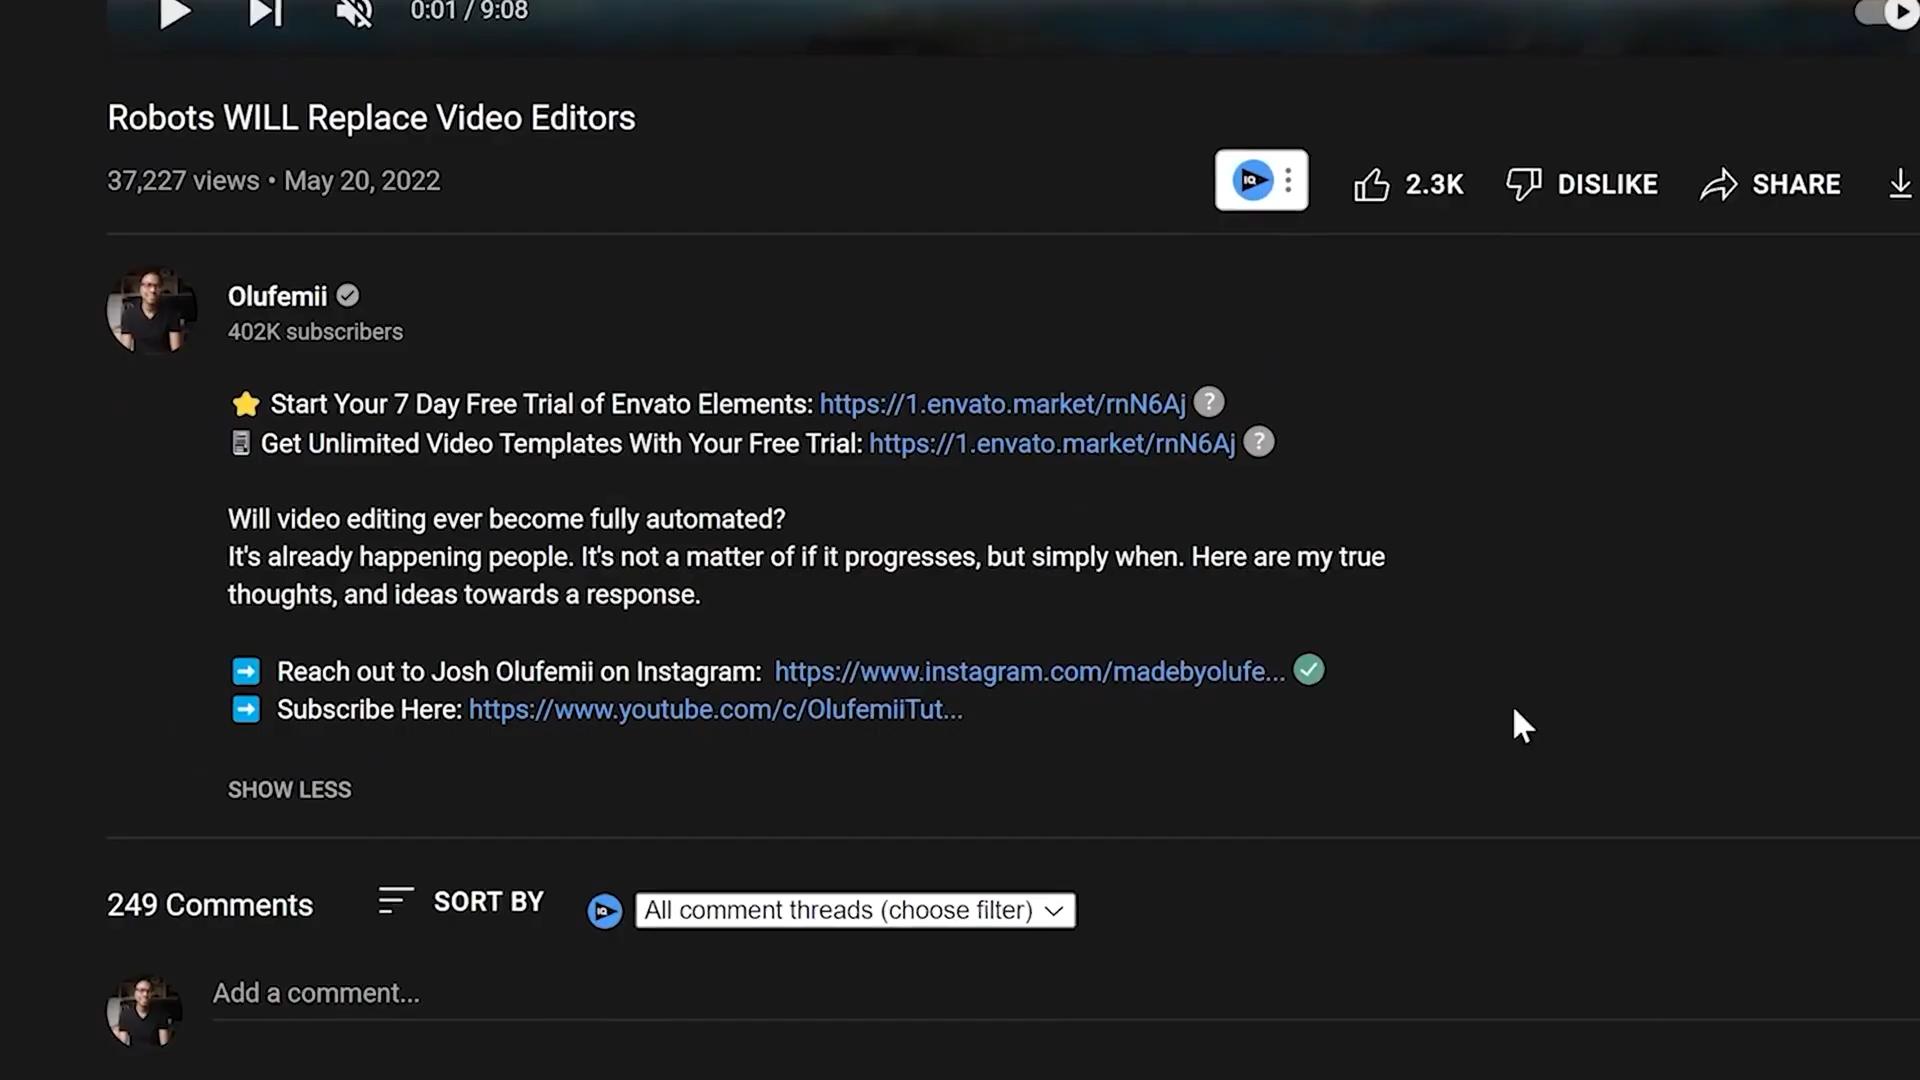 0:01 / 9:08
Robots WILL Replace Video Editors
37,227 views • May 20, 2022
IQ
2.3K
DISLIKE
SHARE
Olufemii
402K subscribers
⭐ Start Your 7 Day Free Trial of Envato Elements: https://1.envato.market/rnN6Aj ?
Get Unlimited Video Templates With Your Free Trial: https://1.envato.market/rnN6Aj ?
Will video editing ever become fully automated?
It's already happening people. It's not a matter of if it progresses, but simply when. Here are my true
thoughts, and ideas towards a response.
➡ Reach out to Josh Olufemii on Instagram: https://www.instagram.com/madebyolufe...
➡ Subscribe Here: https://www.youtube.com/c/OlufemiiTut...
SHOW LESS
249 Comments
SORT BY
IQ
All comment threads (choose filter)
Add a comment...